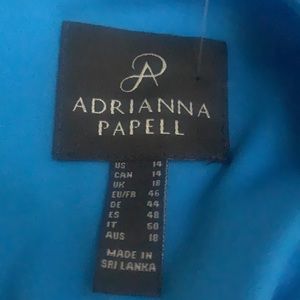 ADRIANNA
PAPELL
US 14
CAN 14
UK 18
EU/FR 46
DE 44
ES 48
IT 50
AUS 18
MADE IN
SRI LANKA